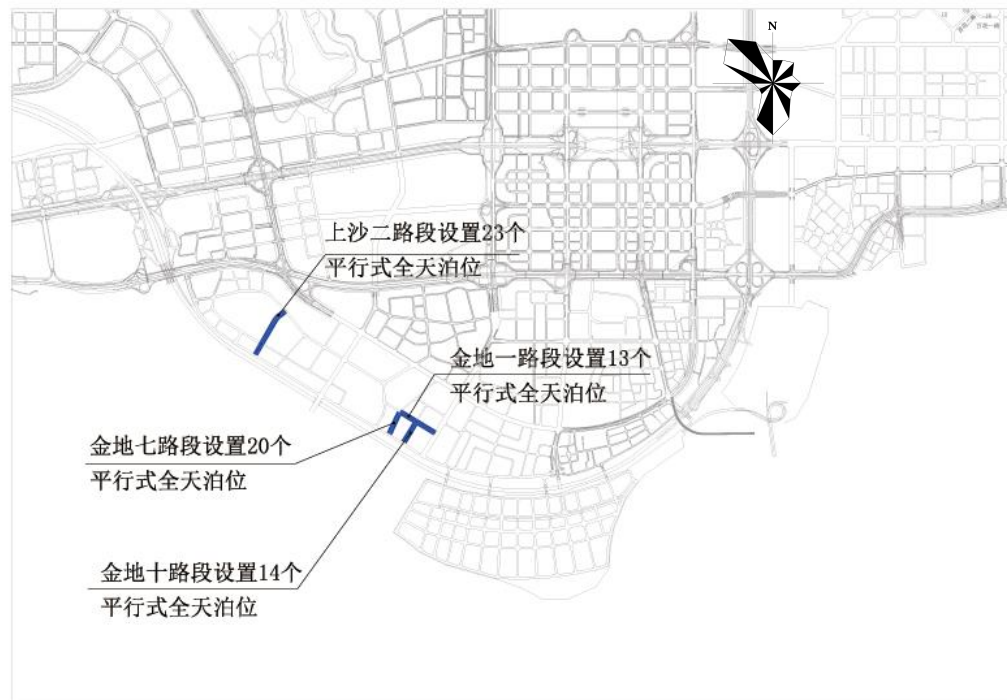 N
上沙二路段设置23个
平行式全天泊位
金地一路段设置13个
平行式全天泊位
金地七路段设置20个
平行式全天泊位
金地十路段设置14个
平行式全天泊位